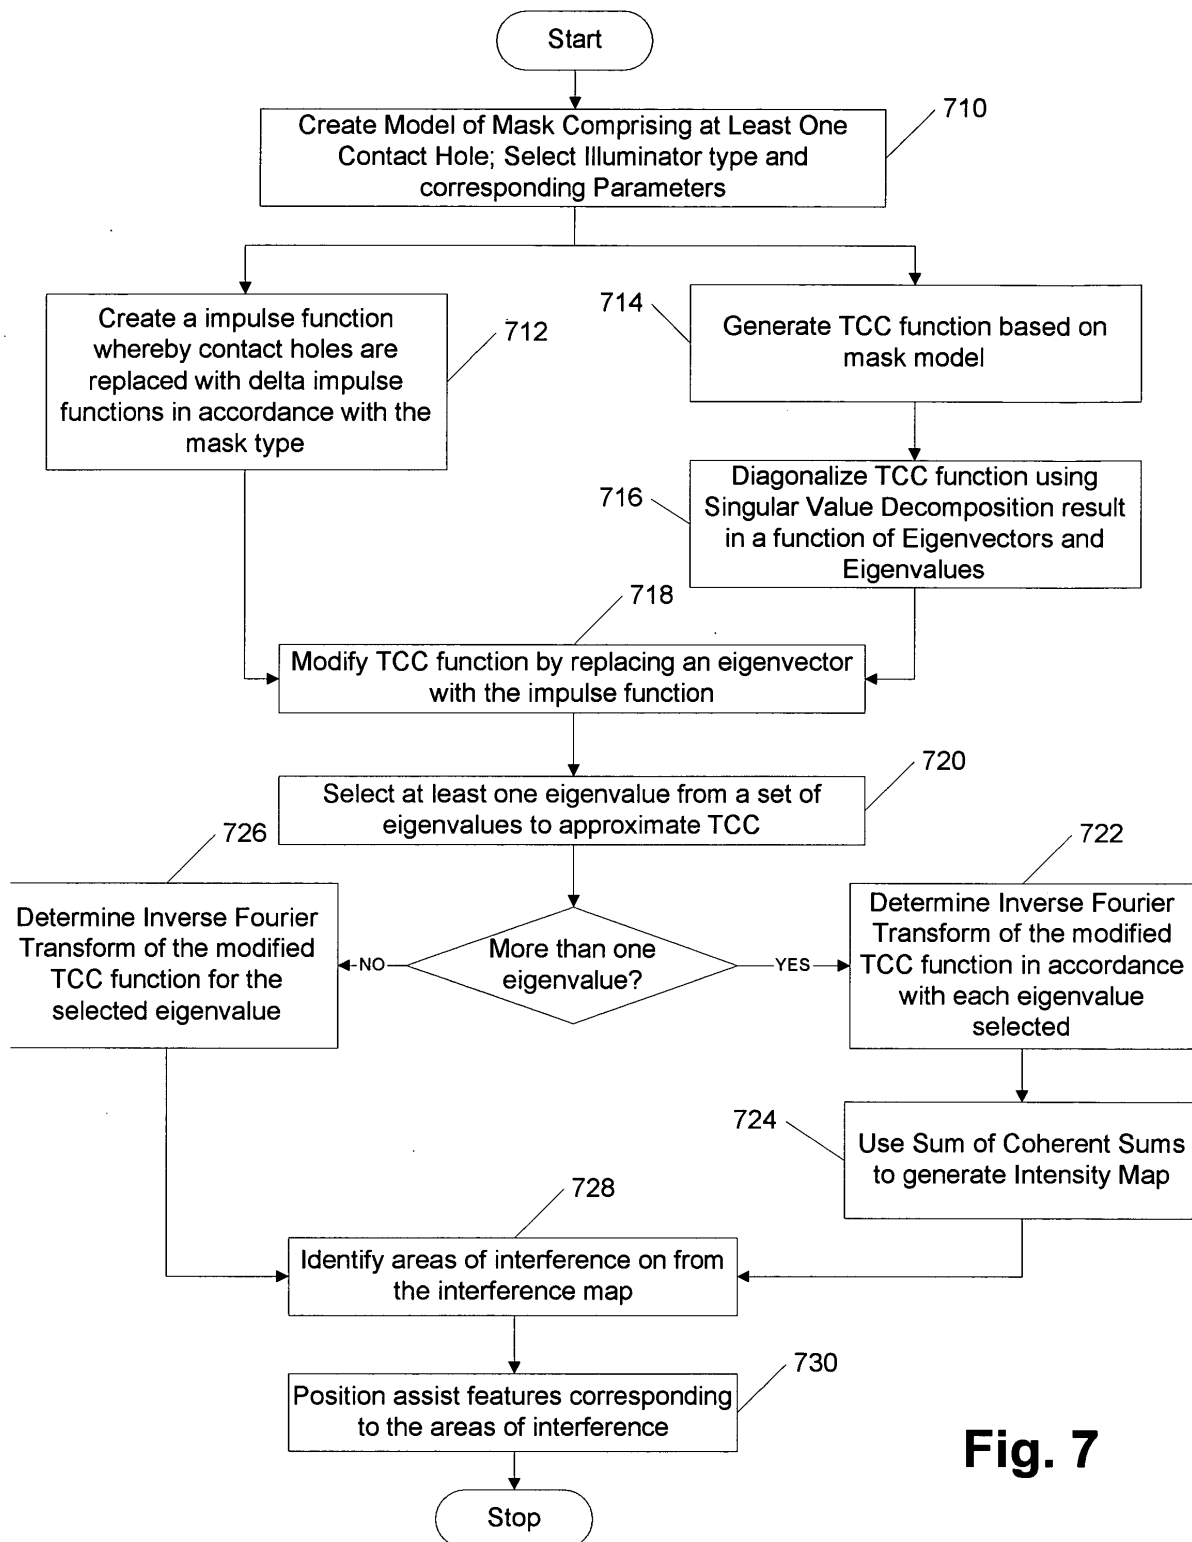 Start
710
Create Model of Mask Comprising at Least One
Contact Hole; Select Illuminator type and
corresponding Parameters
712
Create a impulse function
whereby contact holes are
replaced with delta impulse
functions in accordance with the
mask type
714
Generate TCC function based on
mask model
716
Diagonalize TCC function using
Singular Value Decomposition result
in a function of Eigenvectors and
Eigenvalues
718
Modify TCC function by replacing an eigenvector
with the impulse function
720
Select at least one eigenvalue from a set of
eigenvalues to approximate TCC
More than one
eigenvalue?
NO
YES
726
Determine Inverse Fourier
Transform of the modified
TCC function for the
selected eigenvalue
722
Determine Inverse Fourier
Transform of the modified
TCC function in accordance
with each eigenvalue
selected
724
Use Sum of Coherent Sums
to generate Intensity Map
728
Identify areas of interference on from
the interference map
730
Position assist features corresponding
to the areas of interference
Stop
Fig. 7